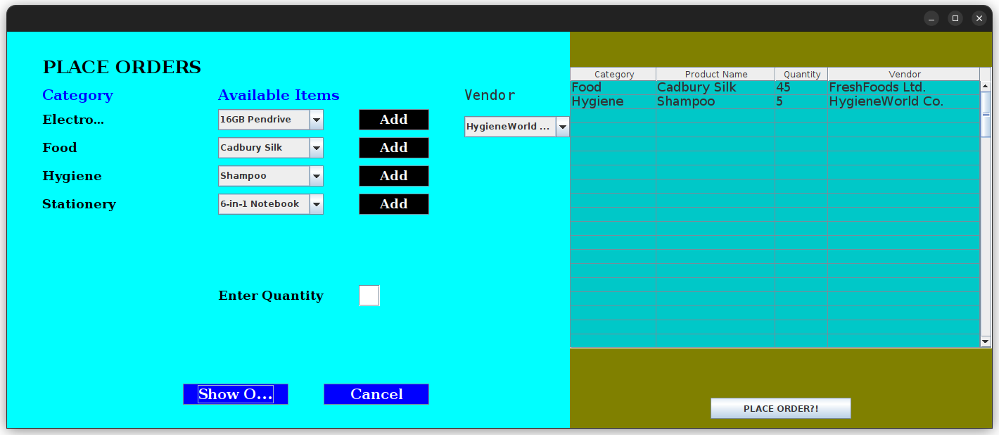 PLACE ORDERS
Category Available Items Vendor
Electro... 16GB Pendrive Add
HygieneWorld ...
Food Cadbury Silk Add
Hygiene Shampoo Add
Stationery 6-in-1 Notebook Add
Enter Quantity
Show O... Cancel
Category Product Name Quantity Vendor
Food Cadbury Silk 45 FreshFoods Ltd.
Hygiene Shampoo 5 HygieneWorld Co.
PLACE ORDER?!